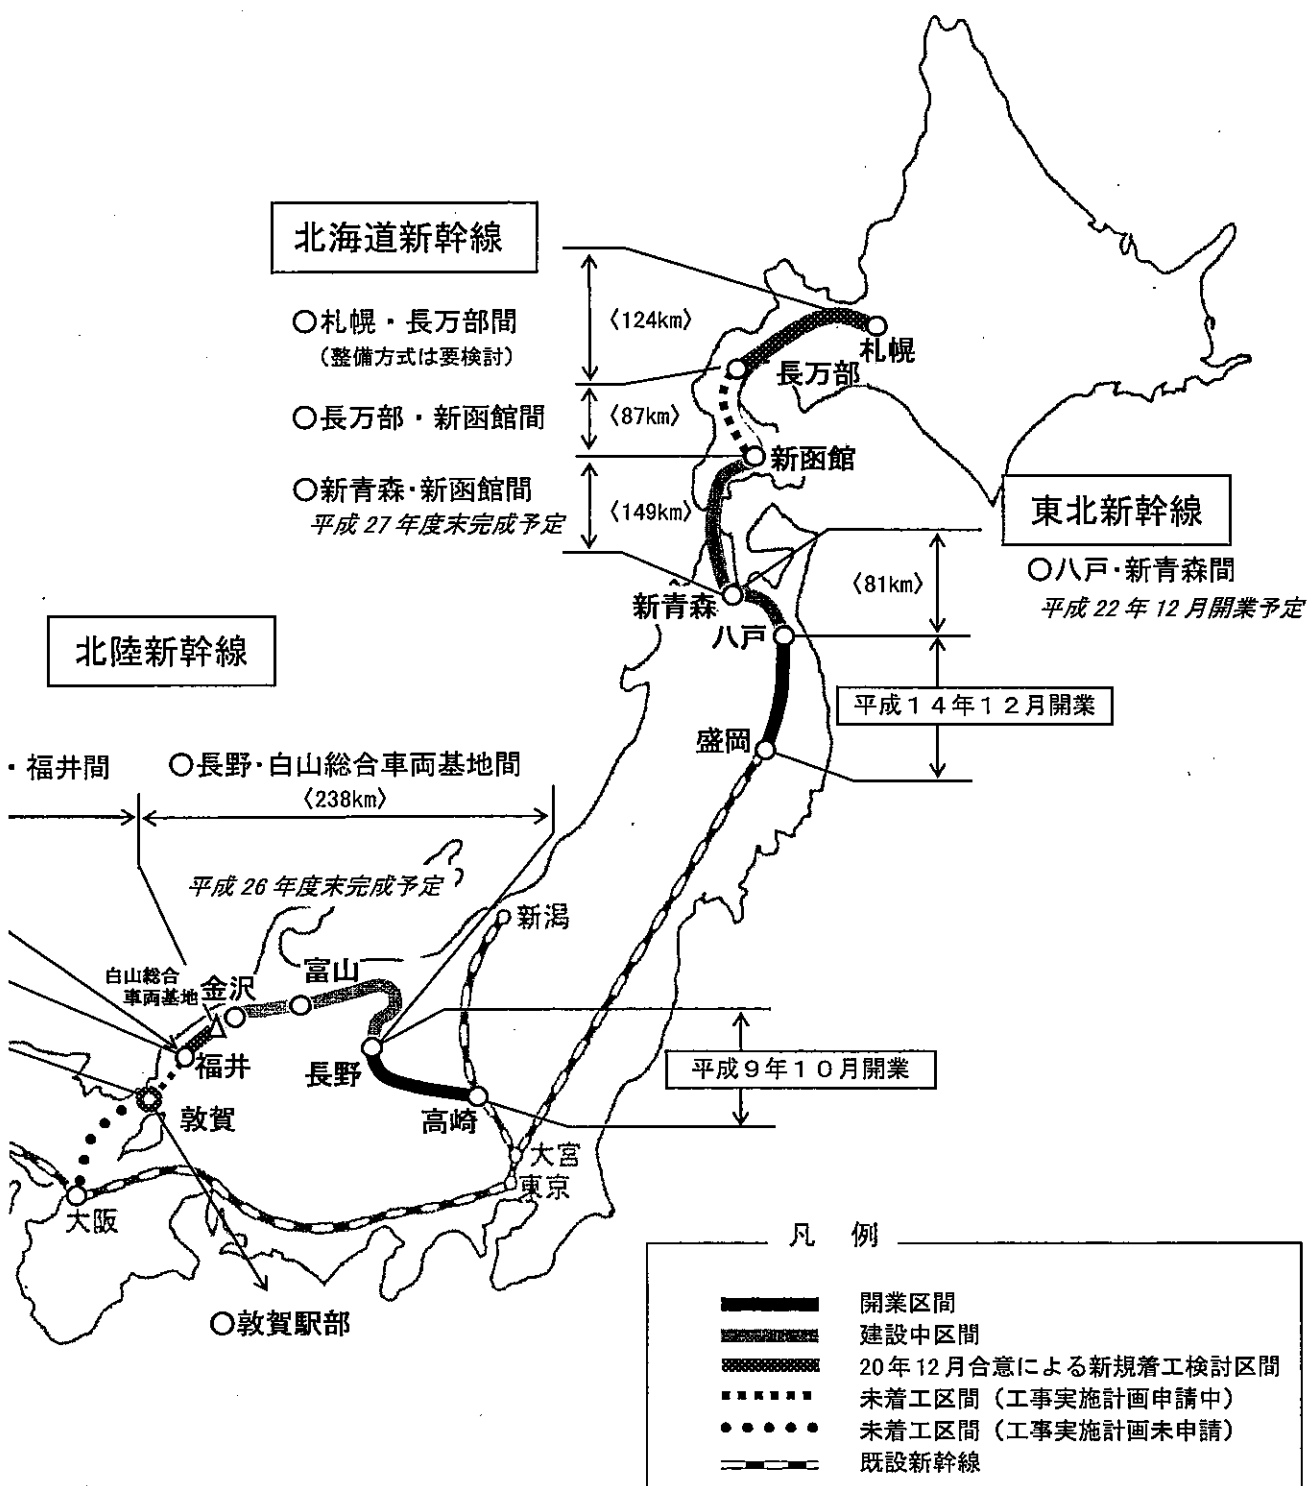 北海道新幹線
○札幌・長万部間
(整備方式は要検討)
〈124km〉
○長万部・新函館間
〈87km〉
○新青森・新函館間
平成27年度末完成予定
〈149km〉
札幌
長万部
新函館
東北新幹線
○八戸・新青森間
平成22年12月開業予定
〈81km〉
新青森
八戸
平成14年12月開業
盛岡
北陸新幹線
・福井間
○長野・白山総合車両基地間
〈238km〉
平成26年度末完成予定
新潟
白山総合
車両基地
金沢
富山
福井
長野
平成9年10月開業
敦賀
高崎
大宮
東京
大阪
○敦賀駅部
凡例
開業区間
建設中区間
20年12月合意による新規着工検討区間
未着工区間(工事実施計画申請中)
未着工区間(工事実施計画未申請)
既設新幹線